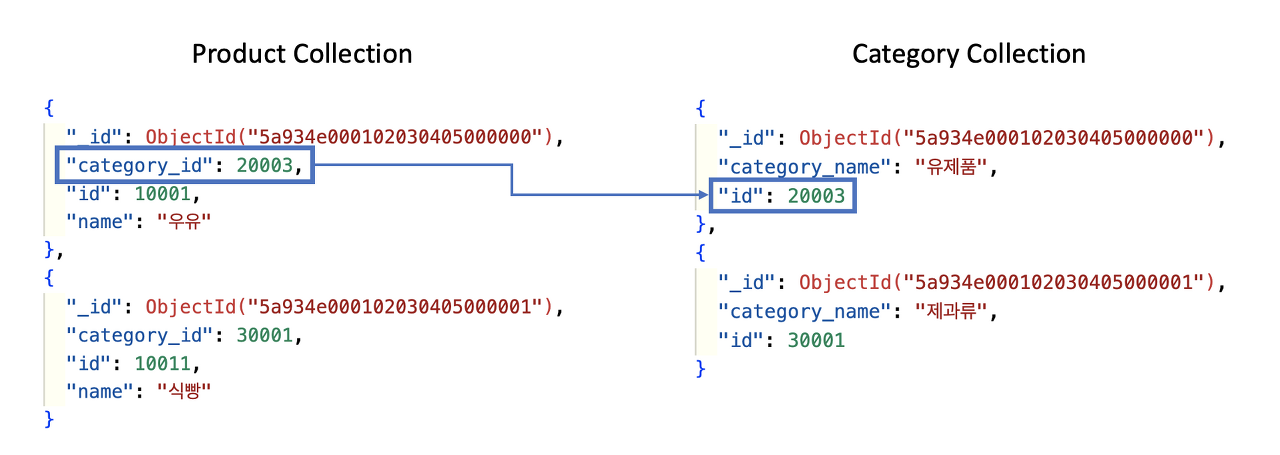 Product Collection
{
"_id": ObjectId("5a934e000102030405000000"),
"category_id": 20003,
"id": 10001,
"name": "우유"
},
{
"_id": ObjectId("5a934e000102030405000001"),
"category_id": 30001,
"id": 10011,
"name": "식빵"
}
Category Collection
{
"_id": ObjectId("5a934e000102030405000000"),
"category_name": "유제품",
"id": 20003
},
{
"_id": ObjectId("5a934e000102030405000001"),
"category_name": "제과류",
"id": 30001
}